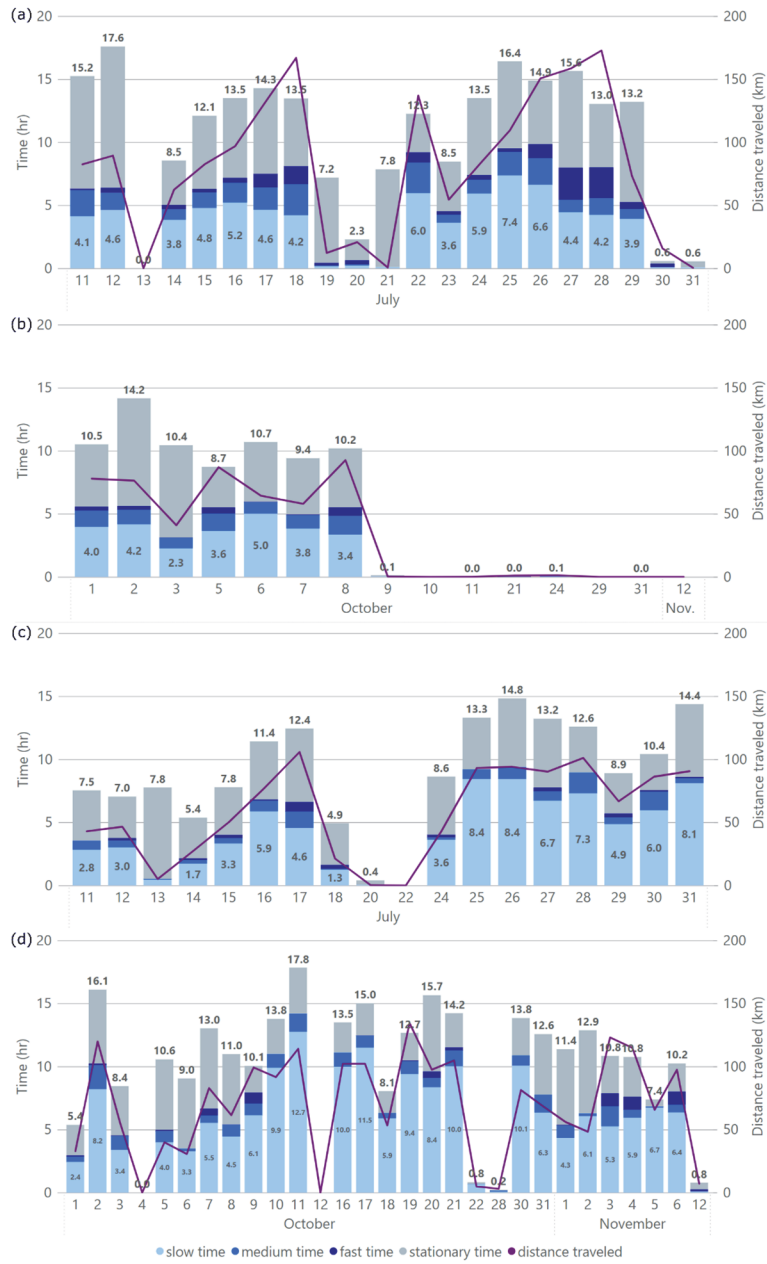 (a)
20 200
17.6
16.4
15.2 15.6
14.3 14.9
13.5 13.5 13.5 13.0 13.2
12.1 12.3
8.5 8.5
7.2 7.8
2.3
0.0 0.6 0.6
15 150
10 100
5 50
0 0
Time (hr)
Distance traveled (km)
4.1 4.6 3.8 4.8 5.2 4.6 4.2 6.0 3.6 5.9 7.4 6.6 4.4 4.2 3.9
11 12 13 14 15 16 17 18 19 20 21 22 23 24 25 26 27 28 29 30 31
July
(b)
20 200
15 150
10 100
5 50
0 0
Time (hr)
Distance traveled (km)
10.5 14.2 10.4 8.7 10.7 9.4 10.2 0.1 0.0 0.0 0.1 0.0
4.0 4.2 2.3 3.6 5.0 3.8 3.4
1 2 3 5 6 7 8 9 10 11 21 24 29 31 12
October Nov.
(c)
20 200
15 150
10 100
5 50
0 0
Time (hr)
Distance traveled (km)
7.5 7.0 7.8 5.4 7.8 11.4 12.4 4.9 0.4 8.6 13.3 14.8 13.2 12.6 8.9 10.4 14.4
2.8 3.0 1.7 3.3 5.9 4.6 1.3 3.6 8.4 8.4 6.7 7.3 4.9 6.0 8.1
11 12 13 14 15 16 17 18 20 22 24 25 26 27 28 29 30 31
July
(d)
20 200
15 150
10 100
5 50
0 0
Time (hr)
Distance traveled (km)
5.4 16.1 8.4 0.0 10.6 9.0 13.0 11.0 10.1 13.8 17.8 13.5 15.0 8.1 12.7 15.7 14.2 0.8 0.2 13.8 12.6 11.4 12.9 10.8 10.8 7.4 10.2 0.8
2.4 8.2 3.4 4.0 3.3 5.5 4.5 6.1 9.9 12.7 10.0 11.5 5.9 9.4 8.4 10.0 10.1 6.3 4.3 6.1 5.3 5.9 6.7 6.4
1 2 3 4 5 6 7 8 9 10 11 12 16 17 18 19 20 21 22 28 30 31 1 2 3 4 5 6 12
October November
slow time medium time fast time stationary time distance traveled